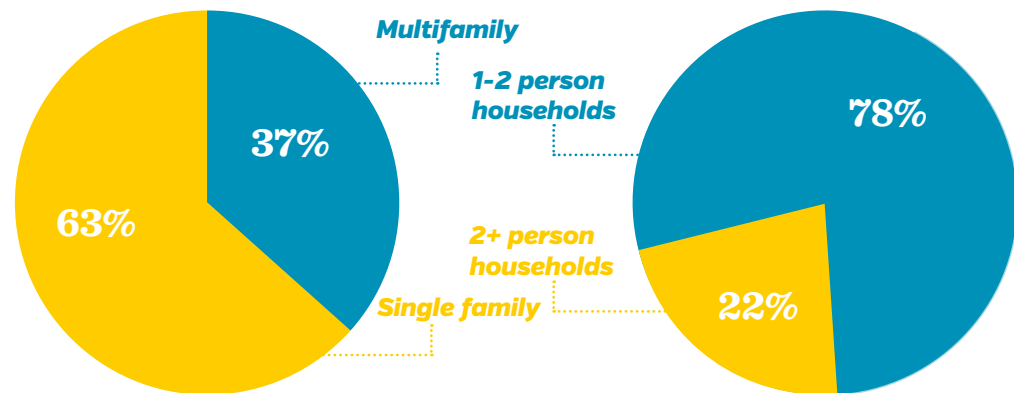 Multifamily
37%
63%
Single family
1-2 person
households
78%
2+ person
households
22%